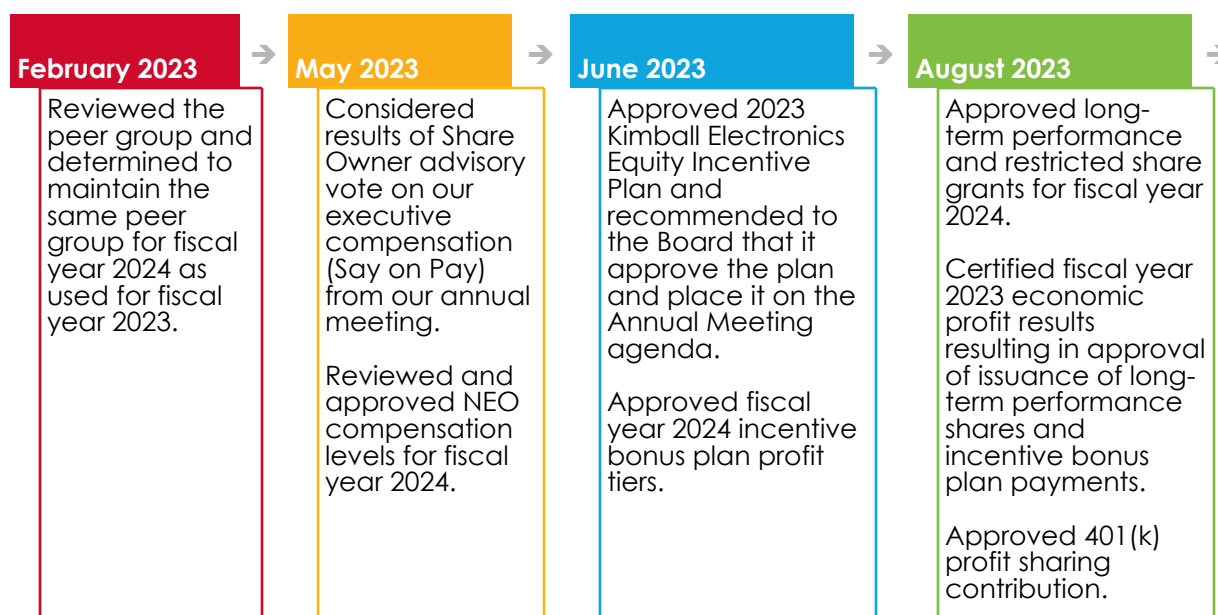 February 2023
Reviewed the
peer group and
determined to
maintain the
same peer
group for fiscal
year 2024 as
used for fiscal
year 2023.
May 2023
Considered
results of Share
Owner advisory
vote on our
executive
compensation
(Say on Pay)
from our annual
meeting.
Reviewed and
approved NEO
compensation
levels for fiscal
year 2024.
June 2023
Approved 2023
Kimball Electronics
Equity Incentive
Plan and
recommended to
the Board that it
approve the plan
and place it on the
Annual Meeting
agenda.
Approved fiscal
year 2024 incentive
bonus plan profit
tiers.
August 2023
Approved long-
term performance
and restricted share
grants for fiscal year
2024.
Certified fiscal year
2023 economic
profit results
resulting in approval
of issuance of long-
term performance
shares and
incentive bonus
plan payments.
Approved 401(k)
profit sharing
contribution.